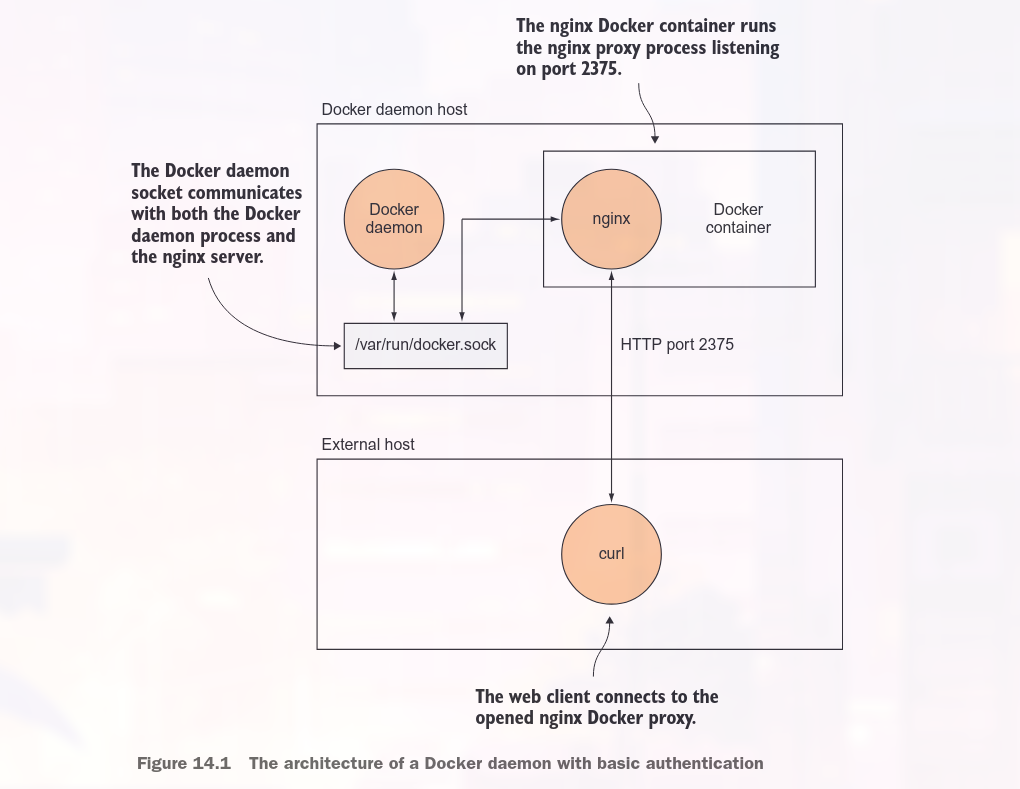 The nginx Docker container runs
the nginx proxy process listening
on port 2375.
Docker daemon host
The Docker daemon
socket communicates
with both the Docker
daemon process and
the nginx server.
Docker
daemon
nginx
Docker
container
/var/run/docker.sock
HTTP port 2375
External host
curl
The web client connects to the
opened nginx Docker proxy.
Figure 14.1 The architecture of a Docker daemon with basic authentication